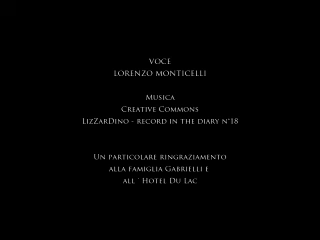 VOCE
LORENZO MONTICELLI
MUSICA
CREATIVE COMMONS
LIZZARDINO - RECORD IN THE DIARY N°18
UN PARTICOLARE RINGRAZIAMENTO
ALLA FAMIGLIA GABRIELLI E
ALL ' HOTEL DU LAC